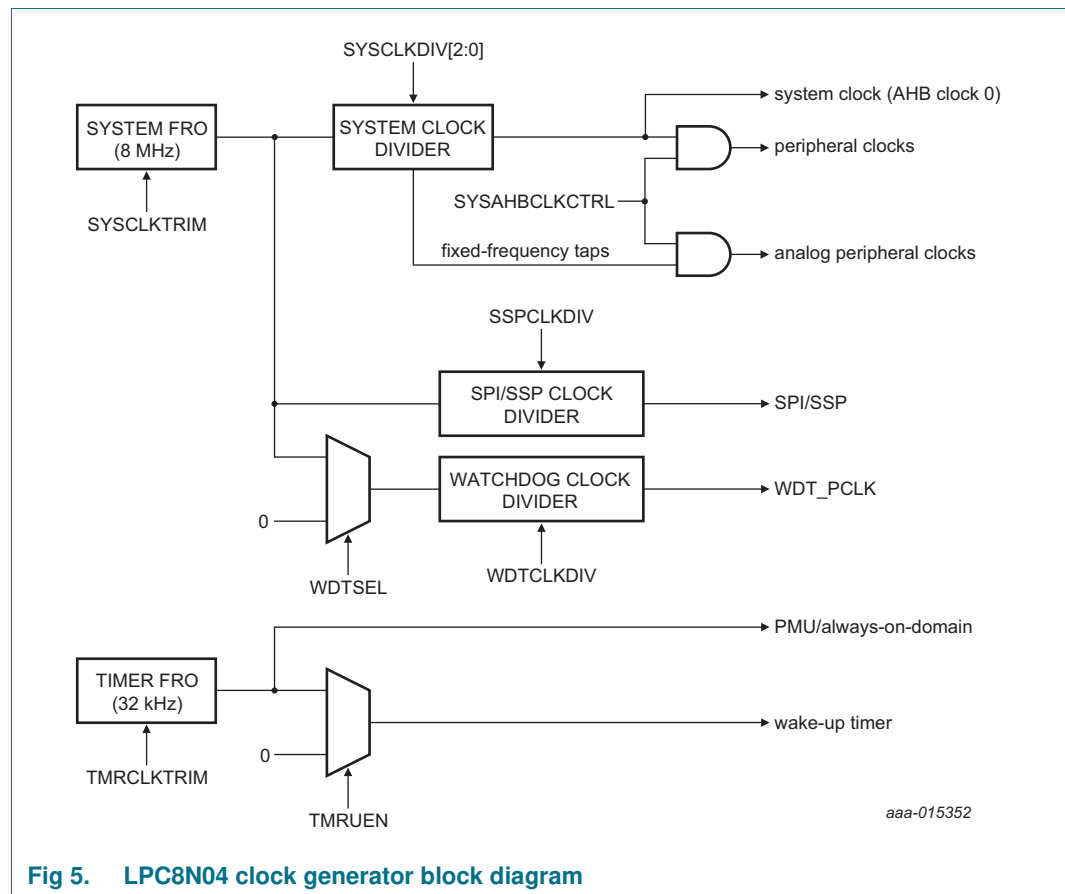 SYSCLKDIV[2:0]
system clock (AHB clock 0)
SYSTEM FRO
(8 MHz)
SYSTEM CLOCK
DIVIDER
peripheral clocks
SYSAHBCLKCTRL
SYSCLKTRIM
fixed-frequency taps
analog peripheral clocks
SSPCLKDIV
SPI/SSP CLOCK
DIVIDER
SPI/SSP
WATCHDOG CLOCK
DIVIDER
WDT_PCLK
0
WDTSEL
WDTCLKDIV
PMU/always-on-domain
TIMER FRO
(32 kHz)
wake-up timer
0
TMRCLKTRIM
TMRUEN
aaa-015352
Fig 5. LPC8N04 clock generator block diagram